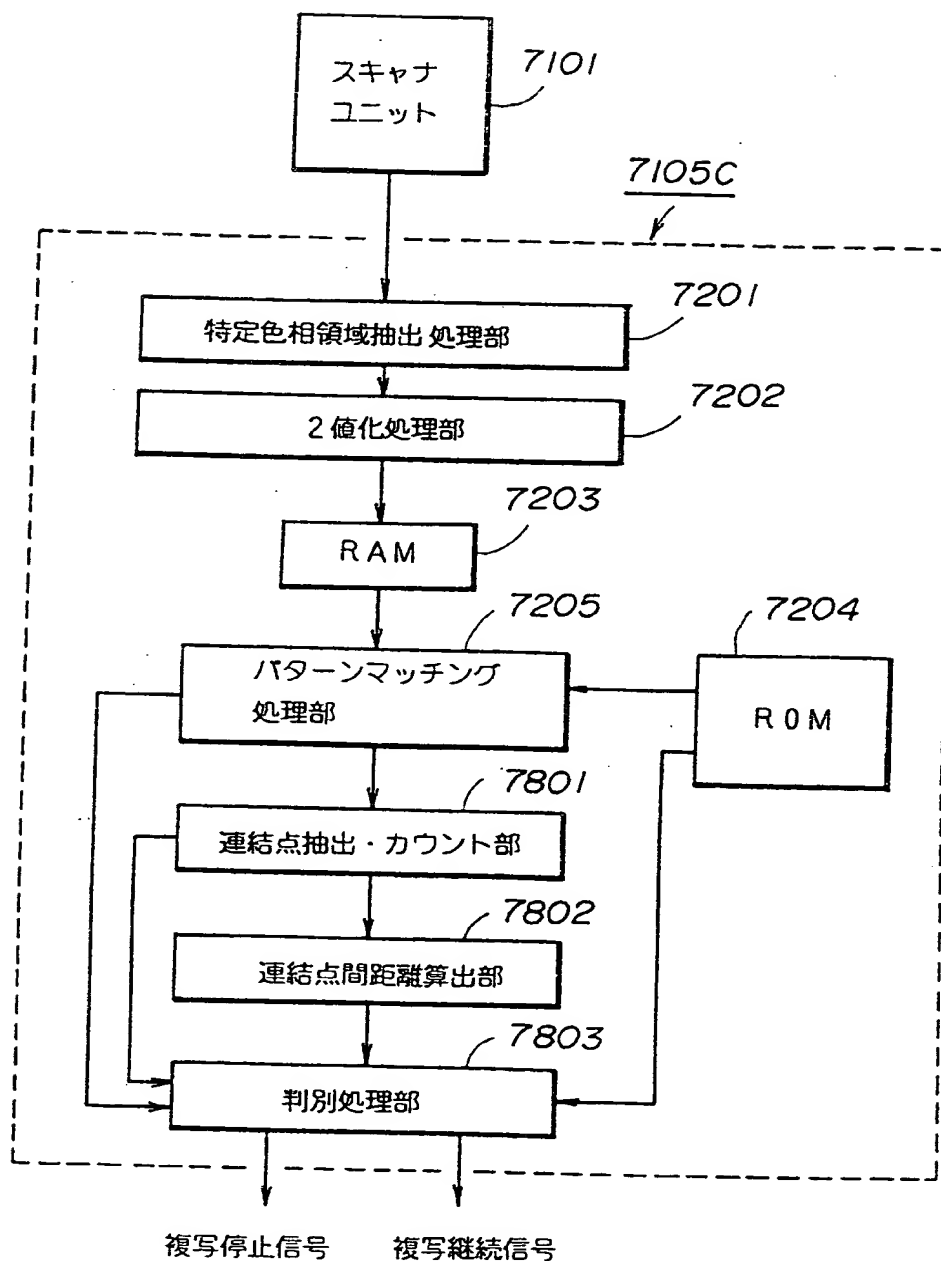 スキャナ
ユニット
7101
7105C
7201
特定色相領域抽出処理部
7202
2値化処理部
7203
RAM
7205
7204
パターンマッチング
処理部
ROM
7801
連結点抽出・カウント部
7802
連結点間距離算出部
7803
判別処理部
複写停止信号
複写継続信号